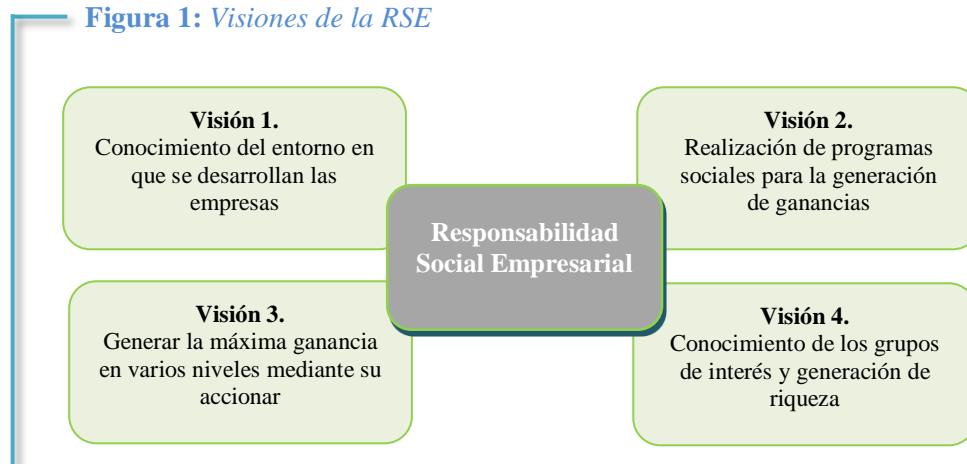 Figura 1: Visiones de la RSE
Visión 1.
Conocimiento del entorno en
que se desarrollan las
empresas
Visión 2.
Realización de programas
sociales para la generación
de ganancias
Responsabilidad
Social Empresarial
Visión 3.
Generar la máxima ganancia
en varios niveles mediante su
accionar
Visión 4.
Conocimiento de los grupos
de interés y generación de
riqueza